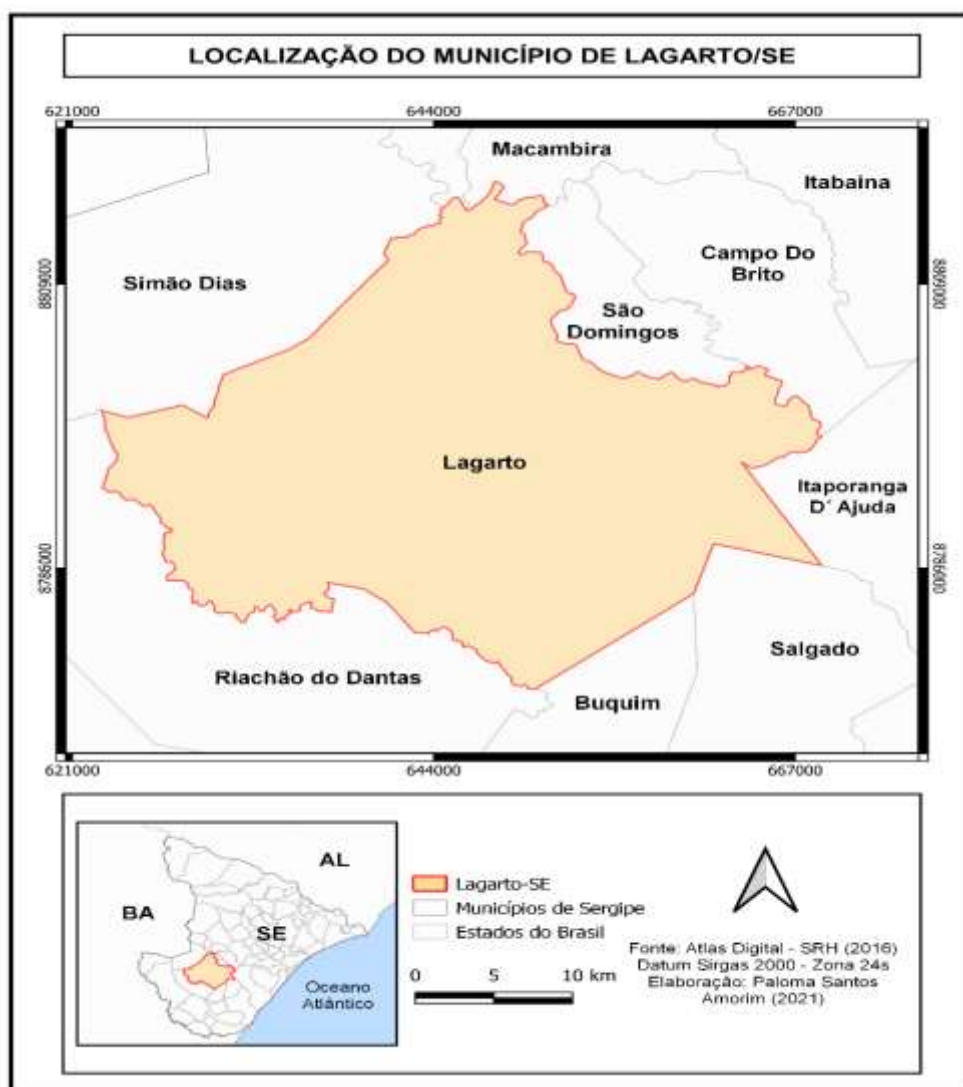 LOCALIZAÇÃO DO MUNICÍPIO DE LAGARTO/SE
621000
644000
667000
Macambira
Itabaina
Campo Do
Brito
Simão Dias
8809000
8809000
São
Domingos
Lagarto
Itaporanga
D´ Ajuda
8786000
8786000
Salgado
Riachão do Dantas
Buquim
621000
644000
667000
AL
BA
SE
Oceano
Atlântico
Lagarto-SE
Municípios de Sergipe
Estados do Brasil
0 5 10 km
Fonte: Atlas Digital - SRH (2016)
Datum Sirgas 2000 - Zona 24s
Elaboração: Paloma Santos
Amorim (2021)